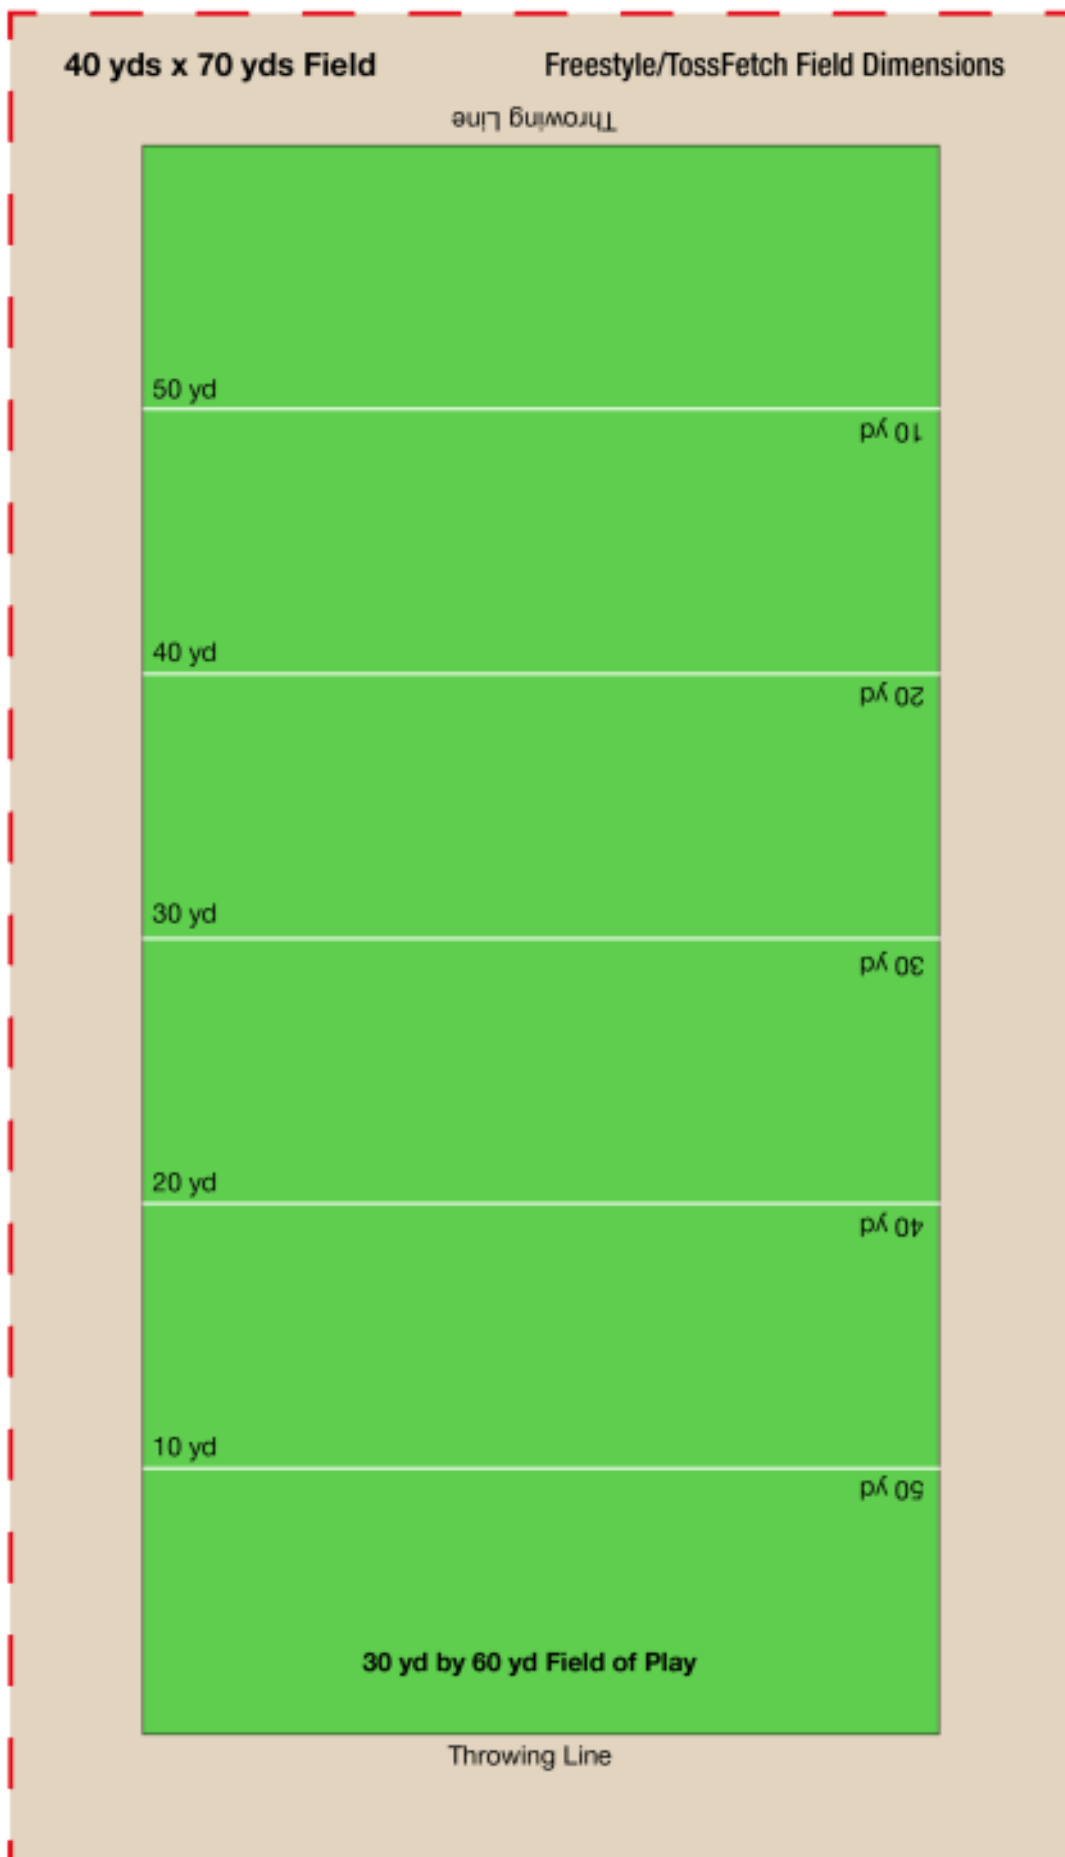 40 yds x 70 yds Field
Freestyle/TossFetch Field Dimensions
Throwing Line
50 yd
10 yd
40 yd
20 yd
30 yd
30 yd
20 yd
40 yd
10 yd
50 yd
30 yd by 60 yd Field of Play
Throwing Line